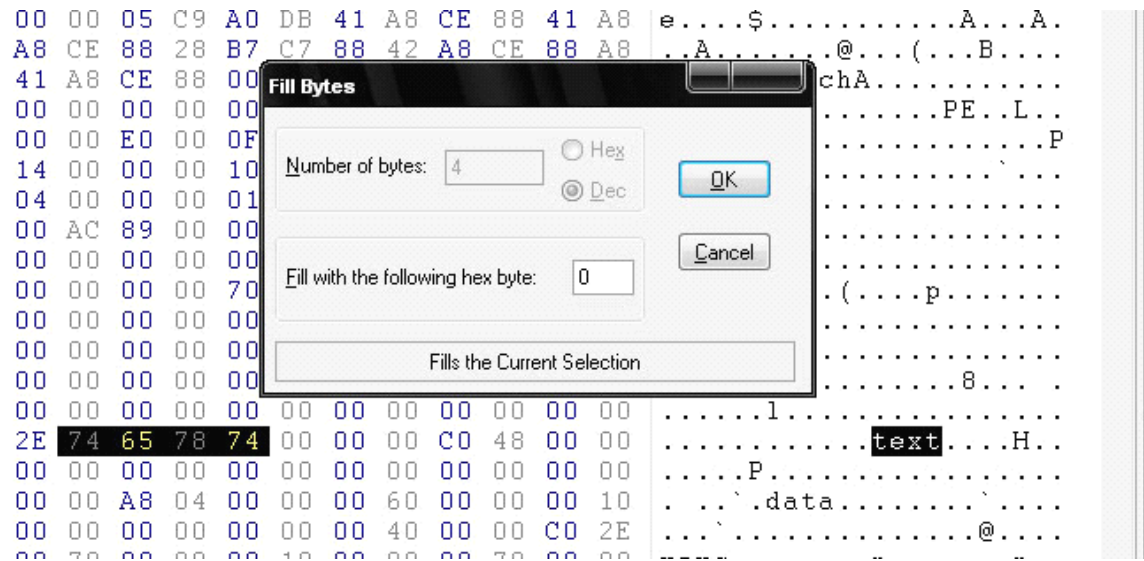 00 00 05 C9 A0 DB 41 A8 CE 88 41 A8 e....$...........A...A.
A8 CE 88 28 B7 C7 88 42 A8 CE 88 A8 ..A.......@...(...B....
41 A8 CE 88 00 chA............
Fill Bytes
00 00 00 00 00 .......PE..L..
00 00 E0 00 0F ..............P
Number of bytes: 4
Hex
Dec
OK
14 00 00 00 10 ...........`...
04 00 00 00 01 ...............
00 AC 89 00 00 ...............
00 00 00 00 00 ...............
Cancel
Fill with the following hex byte: 0
00 00 00 00 70 .(....p.......
00 00 00 00 00 ...............
00 00 00 00 00 ...............
Fills the Current Selection
00 00 00 00 00 ........8... .
00 00 00 00 00 00 00 00 00 00 00 00 ......l................
2E 74 65 78 74 00 00 00 C0 48 00 00 ............text....H..
00 00 00 00 00 00 00 00 00 00 00 00 .....P.................
00 00 A8 04 00 00 00 60 00 00 00 10 . ..`.data........`....
00 00 00 00 00 00 40 00 00 C0 2E ... `..............@...